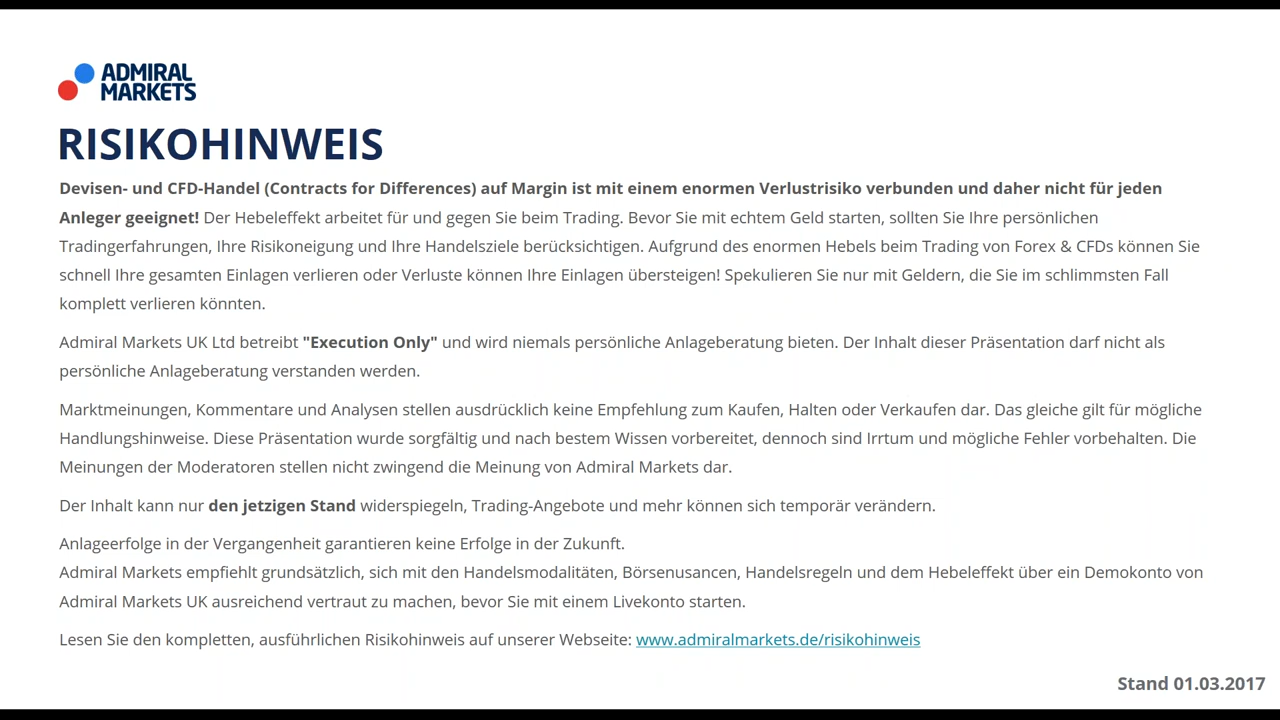 ADMIRAL
MARKETS
RISIKOHINWEIS
Devisen- und CFD-Handel (Contracts for Differences) auf Margin ist mit einem enormen Verlustrisiko verbunden und daher nicht für jeden
Anleger geeignet! Der Hebeleffekt arbeitet für und gegen Sie beim Trading. Bevor Sie mit echtem Geld starten, sollten Sie Ihre persönlichen
Tradingerfahrungen, Ihre Risikoneigung und Ihre Handelsziele berücksichtigen. Aufgrund des enormen Hebels beim Trading von Forex & CFDs können Sie
schnell Ihre gesamten Einlagen verlieren oder Verluste können Ihre Einlagen übersteigen! Spekulieren Sie nur mit Geldern, die Sie im schlimmsten Fall
komplett verlieren könnten.
Admiral Markets UK Ltd betreibt "Execution Only" und wird niemals persönliche Anlageberatung bieten. Der Inhalt dieser Präsentation darf nicht als
persönliche Anlageberatung verstanden werden.
Marktmeinungen, Kommentare und Analysen stellen ausdrücklich keine Empfehlung zum Kaufen, Halten oder Verkaufen dar. Das gleiche gilt für mögliche
Handlungshinweise. Diese Präsentation wurde sorgfältig und nach bestem Wissen vorbereitet, dennoch sind Irrtum und mögliche Fehler vorbehalten. Die
Meinungen der Moderatoren stellen nicht zwingend die Meinung von Admiral Markets dar.
Der Inhalt kann nur den jetzigen Stand widerspiegeln, Trading-Angebote und mehr können sich temporär verändern.
Anlageerfolge in der Vergangenheit garantieren keine Erfolge in der Zukunft.
Admiral Markets empfiehlt grundsätzlich, sich mit den Handelsmodalitäten, Börsenusancen, Handelsregeln und dem Hebeleffekt über ein Demokonto von
Admiral Markets UK ausreichend vertraut zu machen, bevor Sie mit einem Livekonto starten.
Lesen Sie den kompletten, ausführlichen Risikohinweis auf unserer Webseite: www.admiralmarkets.de/risikohinweis
Stand 01.03.2017